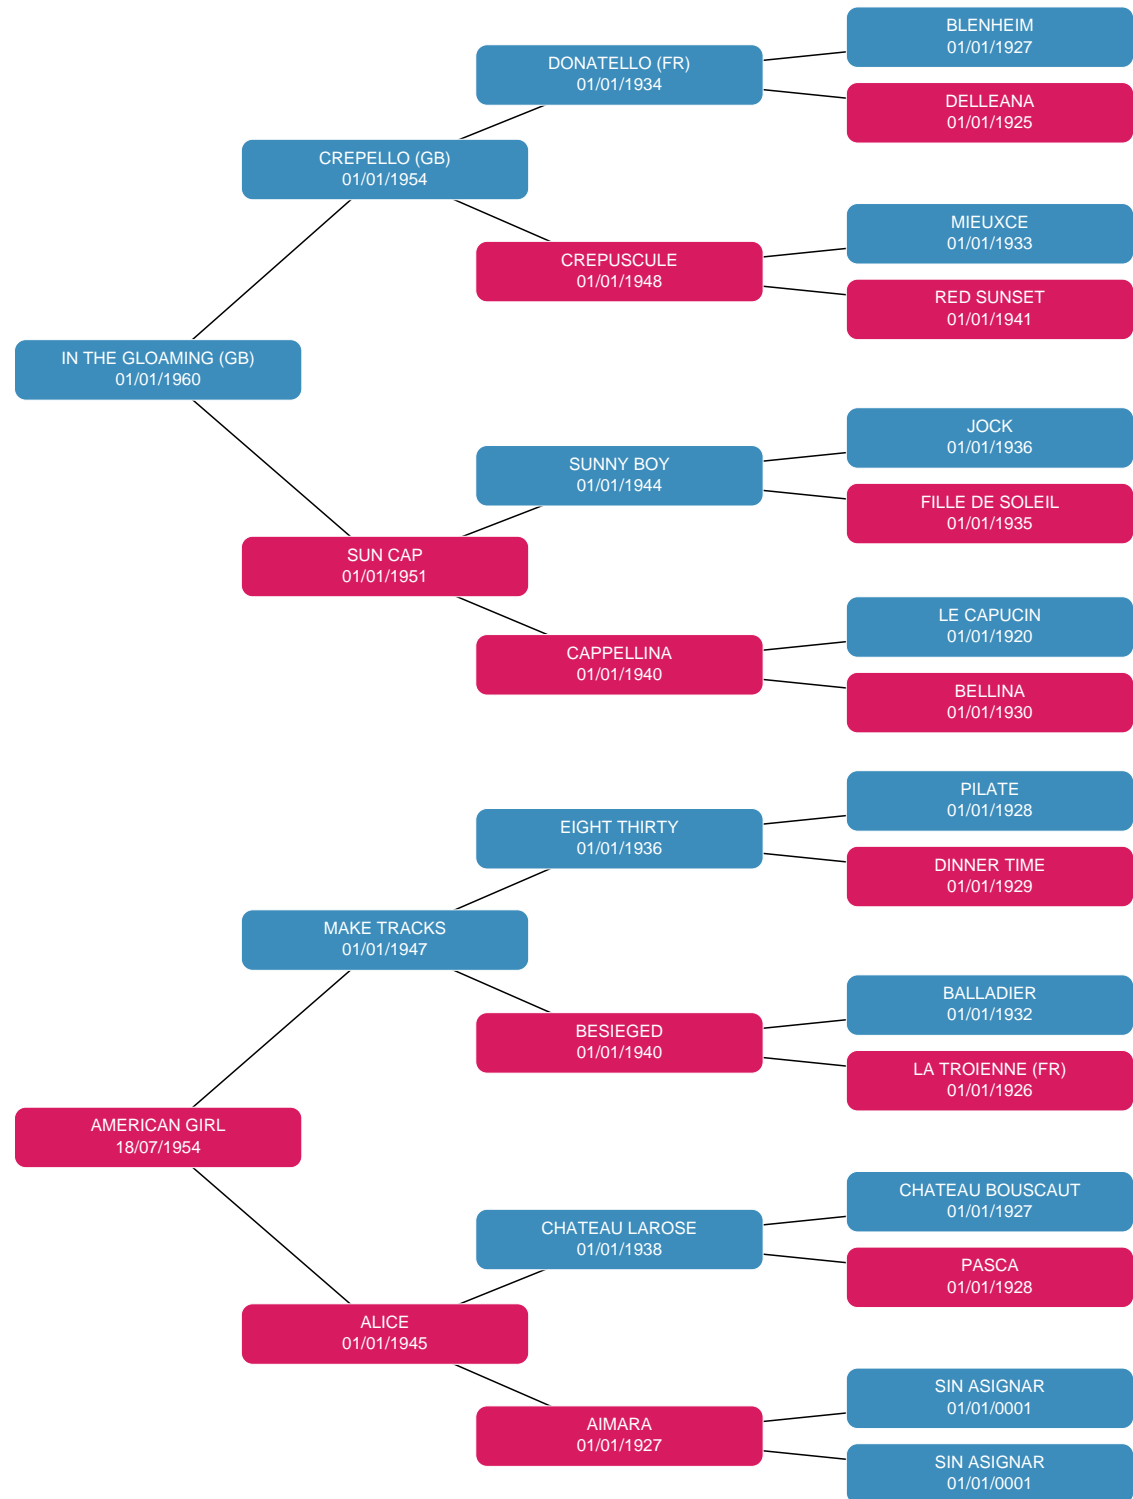 BLENHEIM
01/01/1927
DONATELLO (FR)
01/01/1934
DELLEANA
01/01/1925
CREPELLO (GB)
01/01/1954
MIEUXCE
01/01/1933
CREPUSCULE
01/01/1948
RED SUNSET
01/01/1941
IN THE GLOAMING (GB)
01/01/1960
JOCK
01/01/1936
SUNNY BOY
01/01/1944
FILLE DE SOLEIL
01/01/1935
SUN CAP
01/01/1951
LE CAPUCIN
01/01/1920
CAPPELLINA
01/01/1940
BELLINA
01/01/1930
PILATE
01/01/1928
EIGHT THIRTY
01/01/1936
DINNER TIME
01/01/1929
MAKE TRACKS
01/01/1947
BALLADIER
01/01/1932
BESIEGED
01/01/1940
LA TROIENNE (FR)
01/01/1926
AMERICAN GIRL
18/07/1954
CHATEAU BOUSCAUT
01/01/1927
CHATEAU LAROSE
01/01/1938
PASCA
01/01/1928
ALICE
01/01/1945
SIN ASIGNAR
01/01/0001
AIMARA
01/01/1927
SIN ASIGNAR
01/01/0001